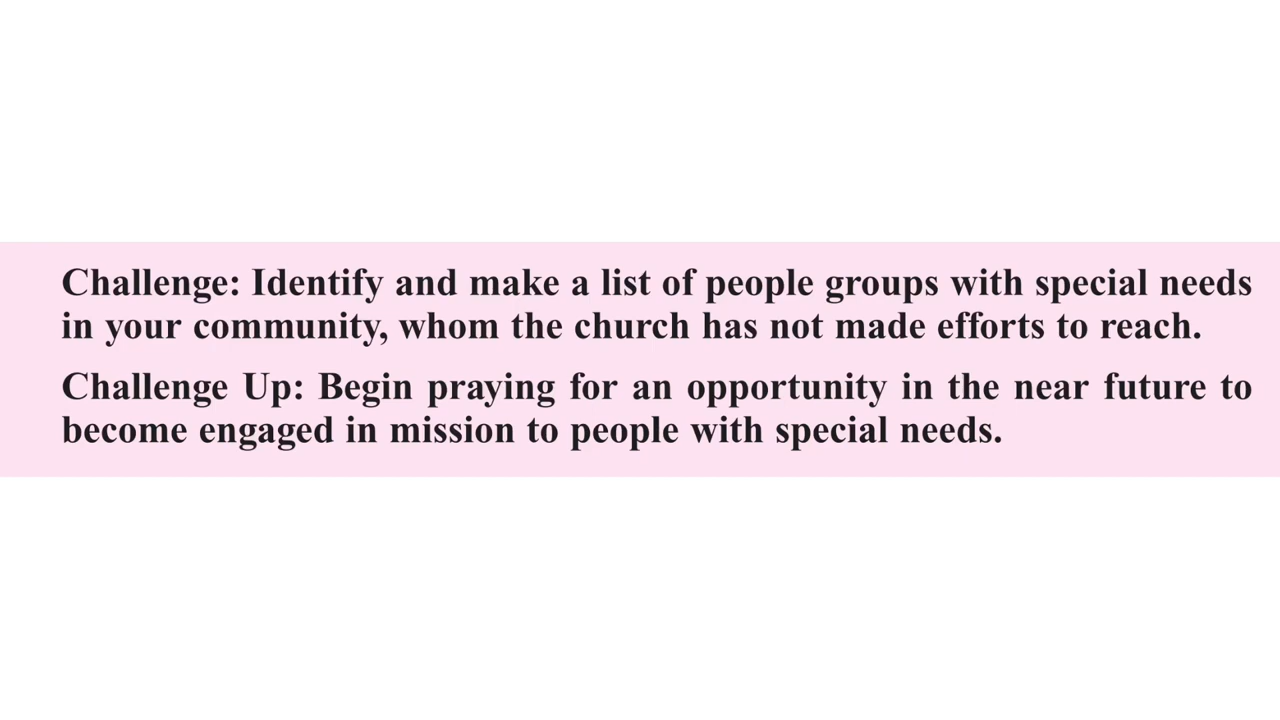 Challenge: Identify and make a list of people groups with special needs
in your community, whom the church has not made efforts to reach.
Challenge Up: Begin praying for an opportunity in the near future to
become engaged in mission to people with special needs.